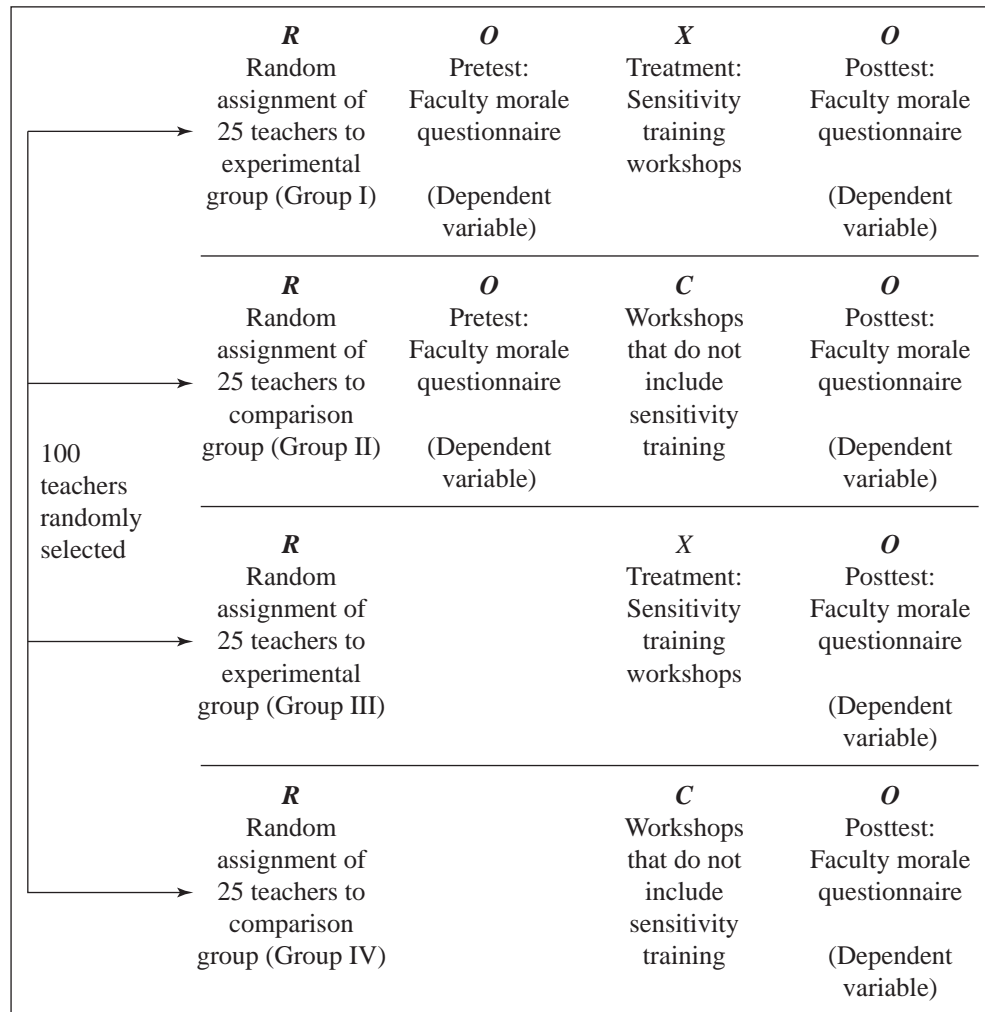 R
Random
assignment of
25 teachers to
experimental
group (Group I)
O
Pretest:
Faculty morale
questionnaire
(Dependent
variable)
X
Treatment:
Sensitivity
training
workshops
O
Posttest:
Faculty morale
questionnaire
(Dependent
variable)
R
Random
assignment of
25 teachers to
comparison
group (Group II)
O
Pretest:
Faculty morale
questionnaire
(Dependent
variable)
C
Workshops
that do not
include
sensitivity
training
O
Posttest:
Faculty morale
questionnaire
(Dependent
variable)
100
teachers
randomly
selected
R
Random
assignment of
25 teachers to
experimental
group (Group III)
X
Treatment:
Sensitivity
training
workshops
O
Posttest:
Faculty morale
questionnaire
(Dependent
variable)
R
Random
assignment of
25 teachers to
comparison
group (Group IV)
C
Workshops
that do not
include
sensitivity
training
O
Posttest:
Faculty morale
questionnaire
(Dependent
variable)